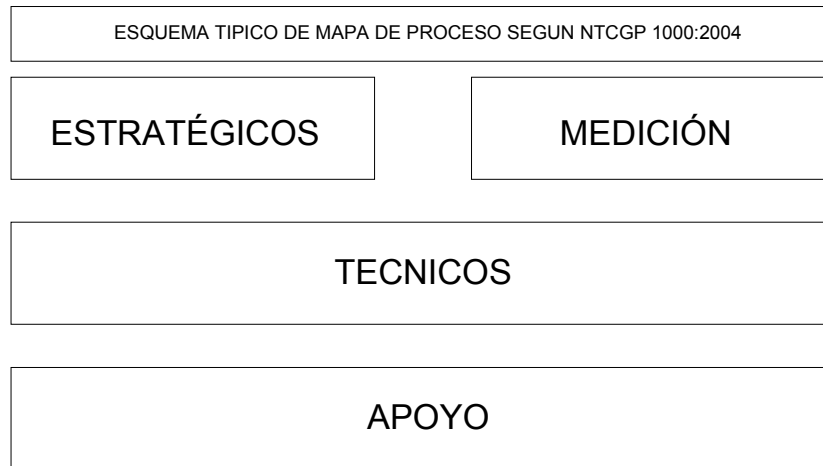 ESQUEMA TIPICO DE MAPA DE PROCESO SEGUN NTCGP 1000:2004
ESTRATÉGICOS
MEDICIÓN
TECNICOS
APOYO